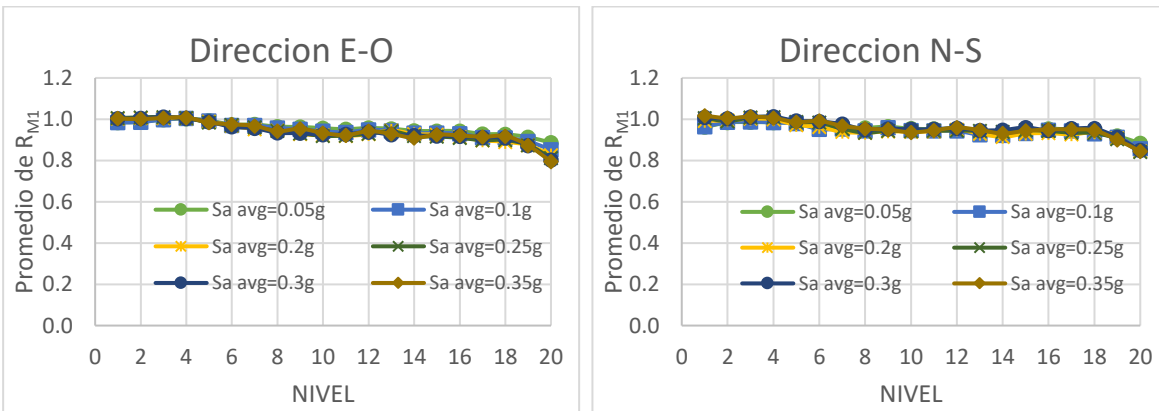 Direccion E-O
Promedio de RM1
1.2
1.0
0.8
0.6
0.4
0.2
0.0
Sa avg=0.05g
Sa avg=0.1g
Sa avg=0.2g
Sa avg=0.25g
Sa avg=0.3g
Sa avg=0.35g
0 2 4 6 8 10 12 14 16 18 20
NIVEL
Direccion N-S
Promedio de RM1
1.2
1.0
0.8
0.6
0.4
0.2
0.0
Sa avg=0.05g
Sa avg=0.1g
Sa avg=0.2g
Sa avg=0.25g
Sa avg=0.3g
Sa avg=0.35g
0 2 4 6 8 10 12 14 16 18 20
NIVEL